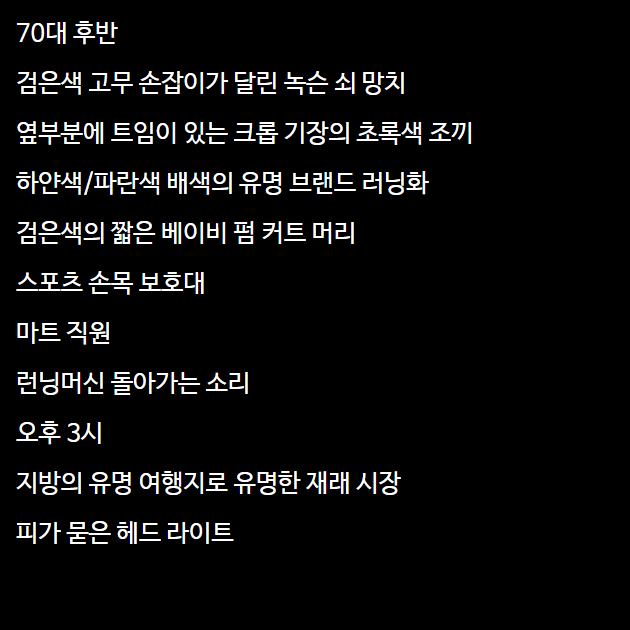 70대 후반
검은색 고무 손잡이가 달린 녹슨 쇠 망치
옆부분에 트임이 있는 크롭 기장의 초록색 조끼
하얀색/파란색 배색의 유명 브랜드 러닝화
검은색의 짧은 베이비 펌 커트 머리
스포츠 손목 보호대
마트 직원
런닝머신 돌아가는 소리
오후 3시
지방의 유명 여행지로 유명한 재래 시장
피가 묻은 헤드 라이트